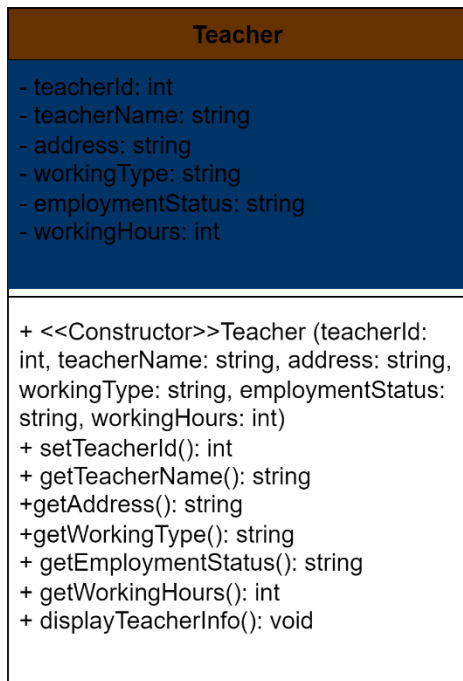 Teacher
- teacherId: int
- teacherName: string
- address: string
- workingType: string
- employmentStatus: string
- workingHours: int
+ <<Constructor>>Teacher (teacherId:
int, teacherName: string, address: string,
workingType: string, employmentStatus:
string, workingHours: int)
+ setTeacherId(): int
+ getTeacherName(): string
+getAddress(): string
+getWorkingType(): string
+ getEmploymentStatus(): string
+ getWorkingHours(): int
+ displayTeacherInfo(): void